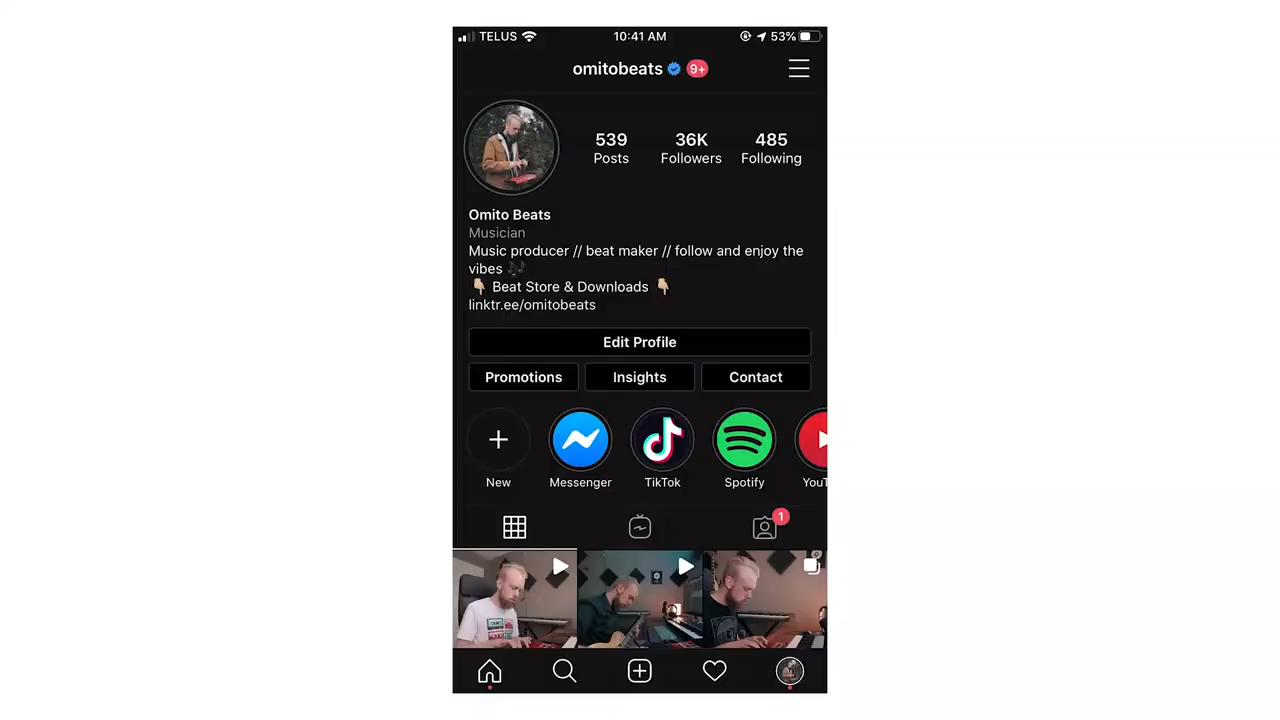 TELUS 10:41 AM 53%
omitobeats 9+
539 36K 485
Posts Followers Following
Omito Beats
Musician
Music producer // beat maker // follow and enjoy the
vibes 🎶
👇🏼 Beat Store & Downloads 👇🏼
linktr.ee/omitobeats
Edit Profile
Promotions Insights Contact
New Messenger TikTok Spotify YouT
1